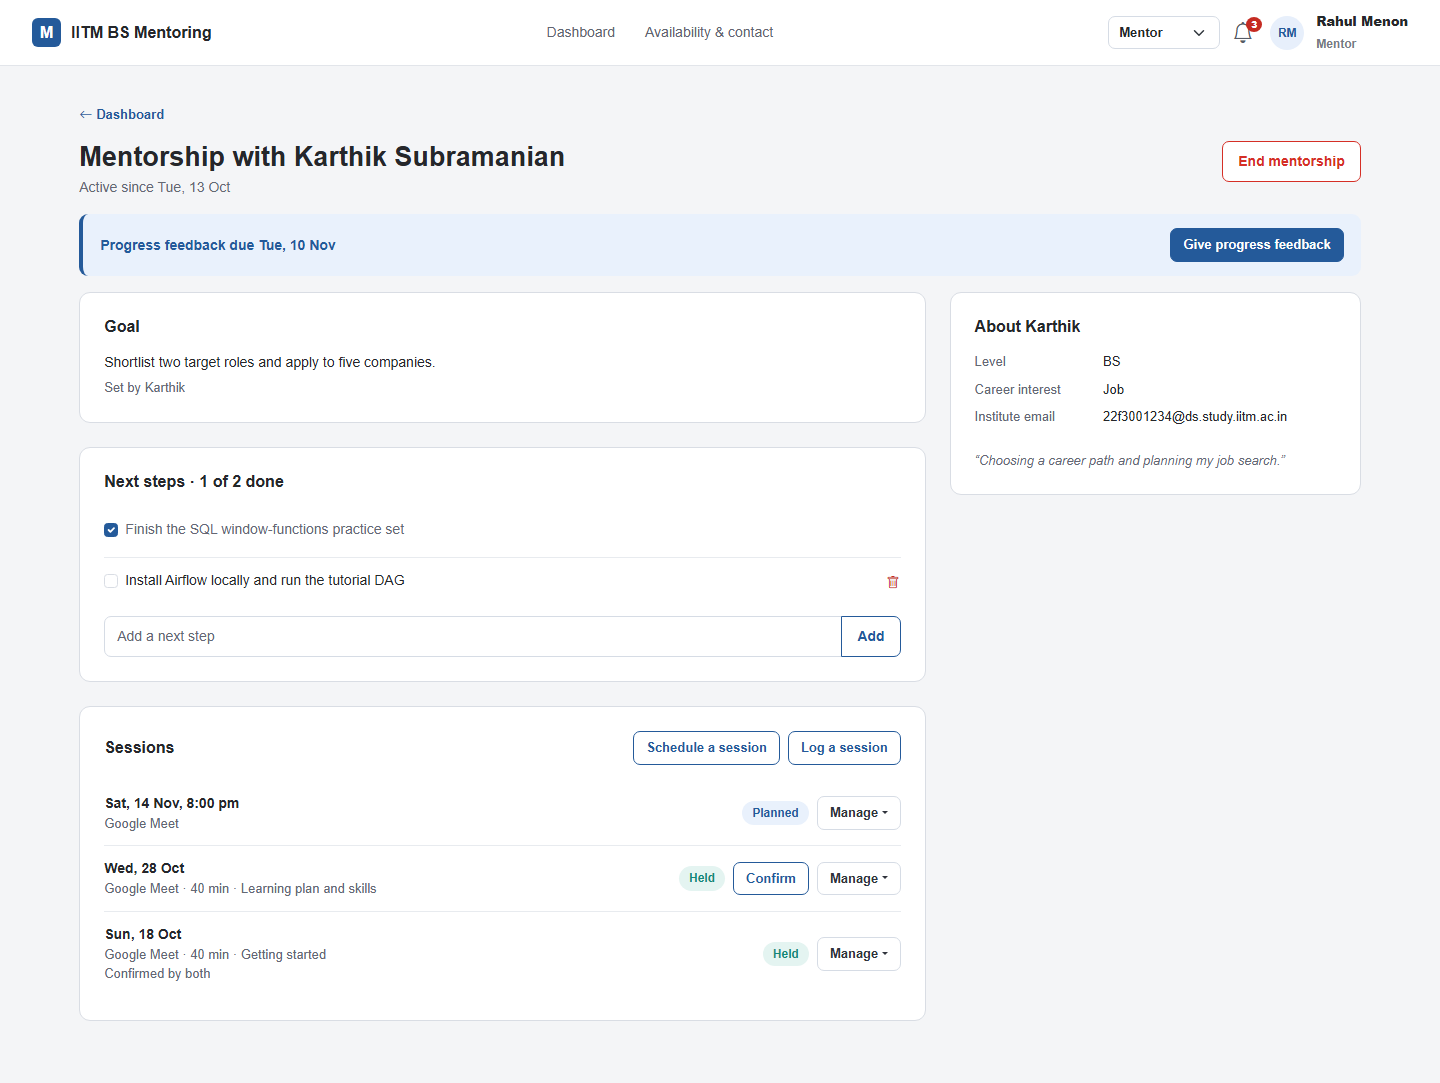 M IITM BS Mentoring
Dashboard
Availability & contact
Mentor
3
RM
Rahul Menon
Mentor
← Dashboard
Mentorship with Karthik Subramanian
Active since Tue, 13 Oct
End mentorship
Progress feedback due Tue, 10 Nov
Give progress feedback
Goal
Shortlist two target roles and apply to five companies.
Set by Karthik
About Karthik
Level BS
Career interest Job
Institute email 22f3001234@ds.study.iitm.ac.in
“Choosing a career path and planning my job search.”
Next steps · 1 of 2 done
Finish the SQL window-functions practice set
Install Airflow locally and run the tutorial DAG
Add a next step
Add
Sessions
Schedule a session
Log a session
Sat, 14 Nov, 8:00 pm
Google Meet
Planned
Manage
Wed, 28 Oct
Google Meet · 40 min · Learning plan and skills
Held
Confirm
Manage
Sun, 18 Oct
Google Meet · 40 min · Getting started
Confirmed by both
Held
Manage